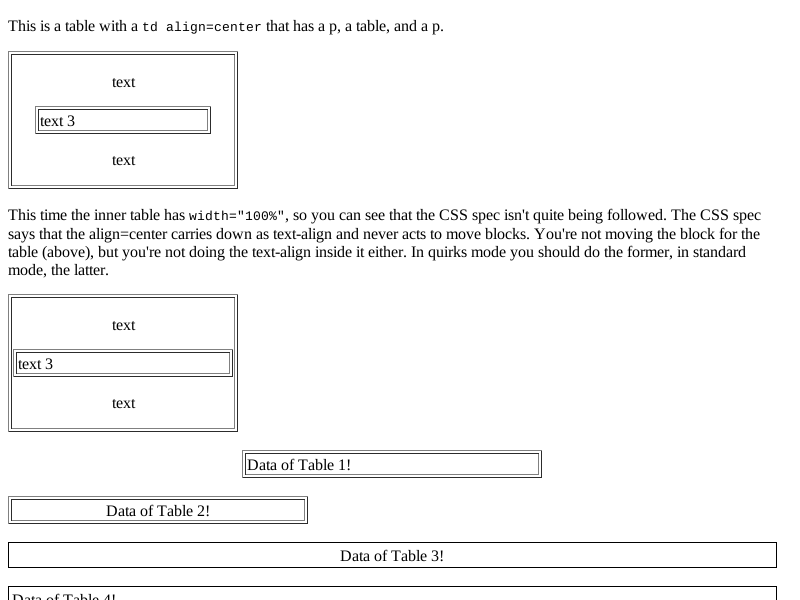 This is a table with a td align=center that has a p, a table, and a p.
text
text 3
text
This time the inner table has width="100%", so you can see that the CSS spec isn't quite being followed. The CSS spec
says that the align=center carries down as text-align and never acts to move blocks. You're not moving the block for the
table (above), but you're not doing the text-align inside it either. In quirks mode you should do the former, in standard
mode, the latter.
text
text 3
text
Data of Table 1!
Data of Table 2!
Data of Table 3!
Data of Table 4!